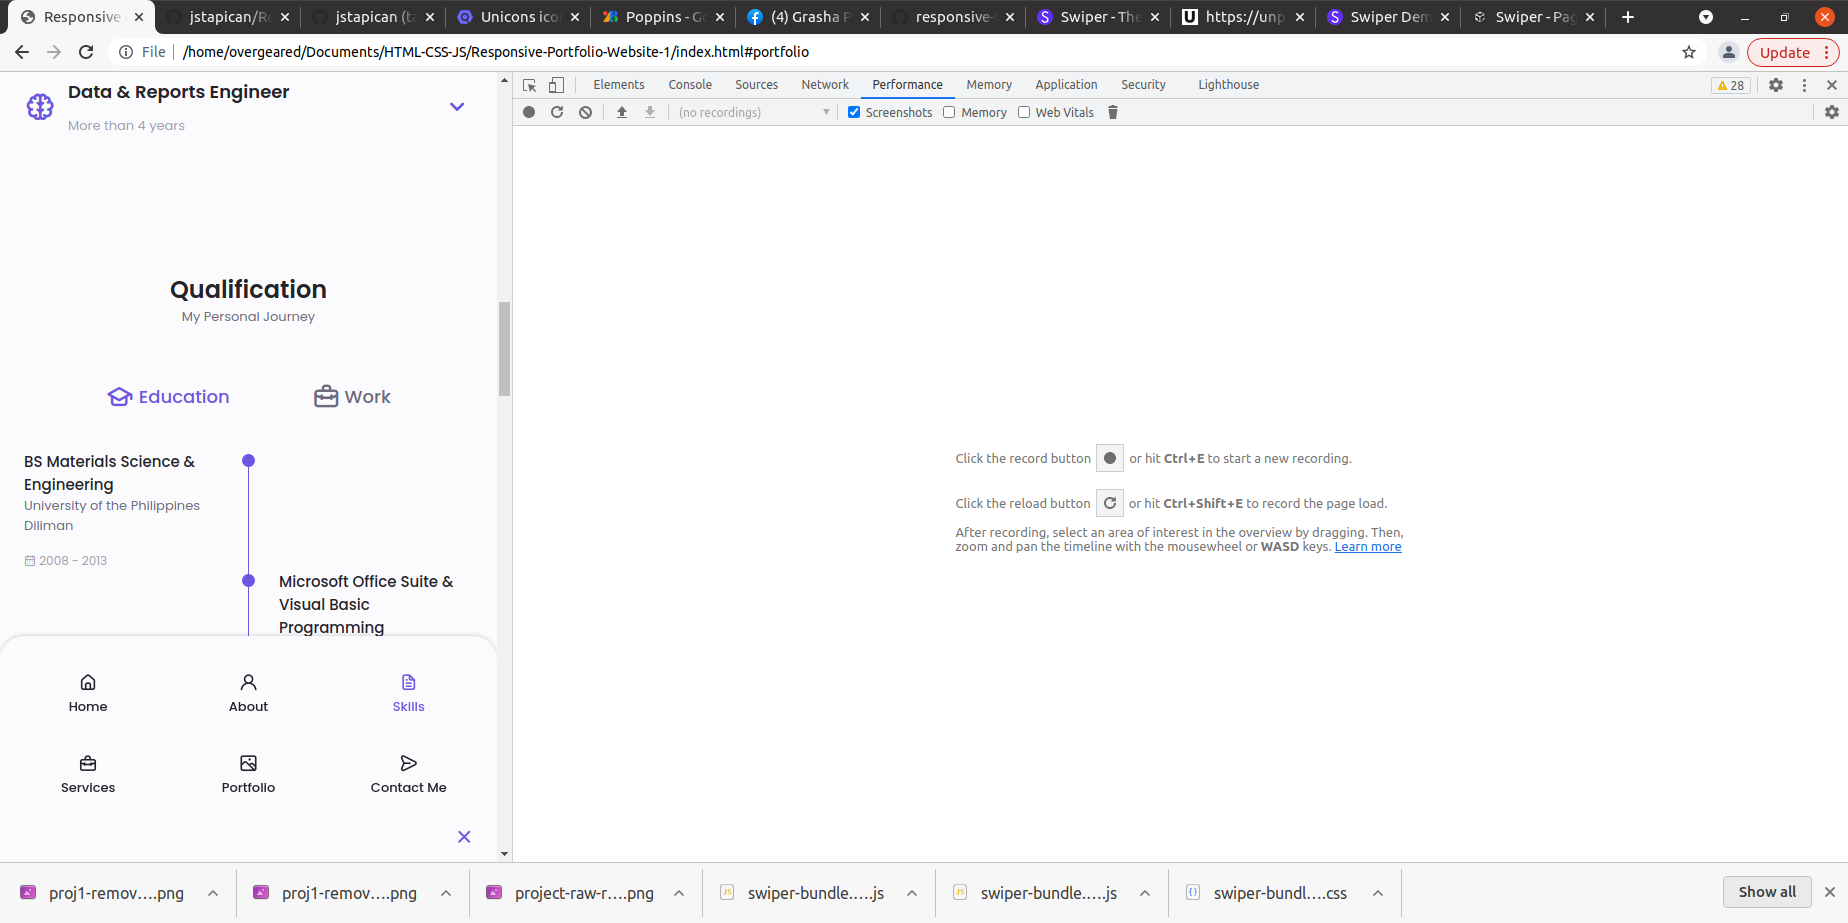 Responsive
jstapican/Re
jstapican (ta
Unicons ico
Poppins - Go
(4) Grasha P
responsive-
Swiper - The
https://unp
Swiper Dem
Swiper - Pag
File
/home/overgeared/Documents/HTML-CSS-JS/Responsive-Portfolio-Website-1/index.html#portfolio
Update
Elements Console Sources Network Performance Memory Application Security Lighthouse
28
(no recordings)
Screenshots
Memory
Web Vitals
Data & Reports Engineer
More than 4 years
Qualification
My Personal Journey
Education
Work
BS Materials Science &
Engineering
University of the Philippines
Diliman
2008 - 2013
Microsoft Office Suite &
Visual Basic
Programming
Home
About
Skills
Services
Portfolio
Contact Me
Click the record button or hit Ctrl+E to start a new recording.
Click the reload button or hit Ctrl+Shift+E to record the page load.
After recording, select an area of interest in the overview by dragging. Then,
zoom and pan the timeline with the mousewheel or WASD keys. Learn more
proj1-remov....png
proj1-remov....png
project-raw-r....png
swiper-bundle.....js
swiper-bundle.....js
swiper-bundl....css
Show all